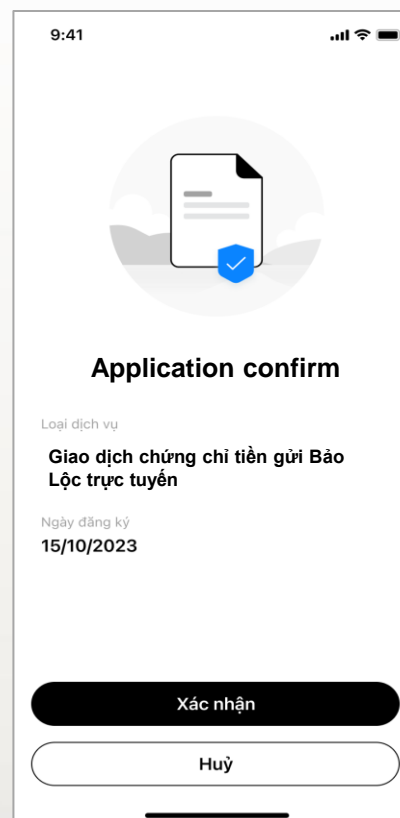 9:41
Application confirm
Loại dịch vụ
Giao dịch chứng chỉ tiền gửi Bảo
Lộc trực tuyến
Ngày đăng ký
15/10/2023
Xác nhận
Huỷ